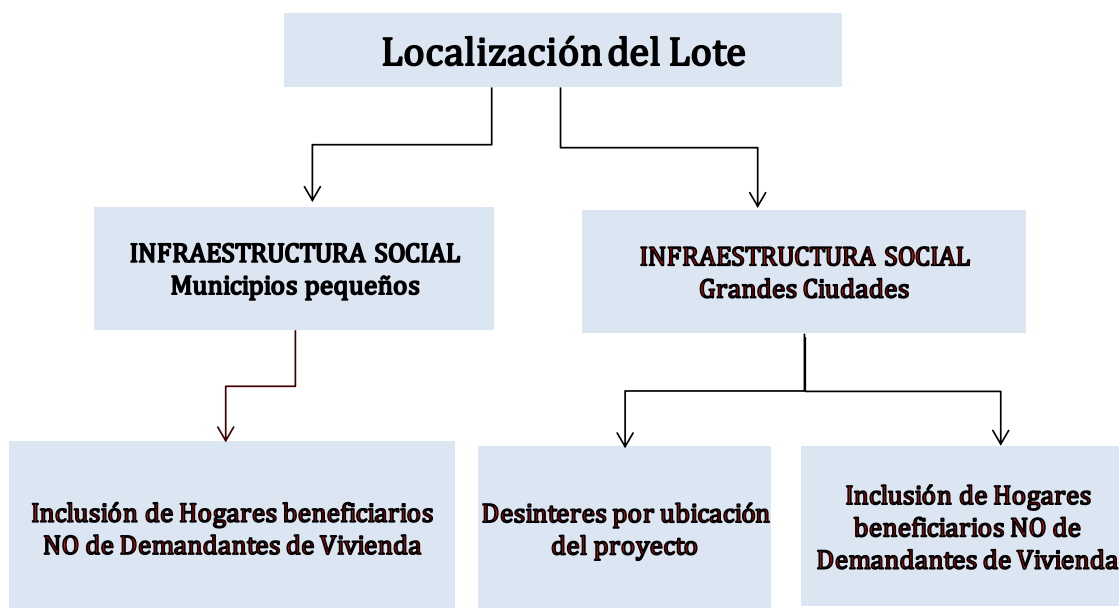 Localización del Lote
INFRAESTRUCTURA SOCIAL
Municipios pequeños
INFRAESTRUCTURA SOCIAL
Grandes Ciudades
Inclusión de Hogares beneficiarios
NO de Demandantes de Vivienda
Desinteres por ubicación
del proyecto
Inclusión de Hogares
beneficiarios NO de
Demandantes de Vivienda